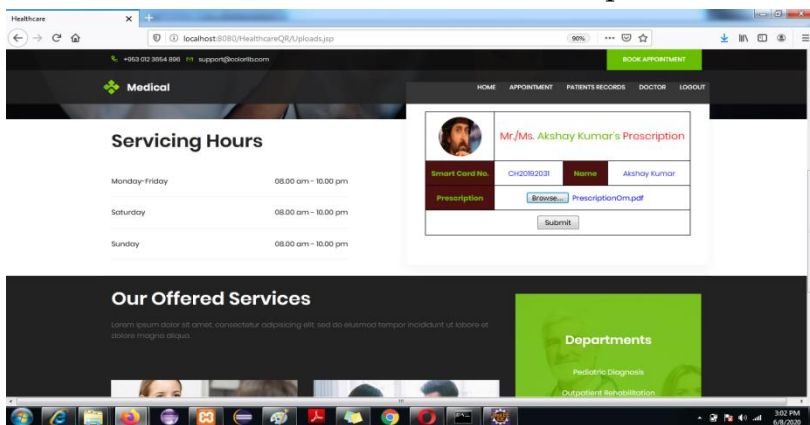 Healthcare
localhost:8080/HealthcareQR/Uploads.jsp
90%
+953 012 3654 896 support@colorlib.com
BOOK APPOINTMENT
Medical
HOME APPOINTMENT PATIENTS RECORDS DOCTOR LOGOUT
Servicing Hours
Monday-Friday 08.00 am - 10.00 pm
Saturday 08.00 am - 10.00 pm
Sunday 08.00 am - 10.00 pm
Mr./Ms. Akshay Kumar's Proscription
Smart Card No. CH20192031 Name Akshay Kumar
Prescription Browse... PrescriptionOm.pdf
Submit
Our Offered Services
Lorem ipsum dolor sit amet, consectetur adipisicing elit, sed do eiusmod tempor incididunt ut labore et
dolore magna aliqua.
Departments
Pediatric Diagnosis
Outpatient Rehabilitation
3:02 PM
6/8/2020